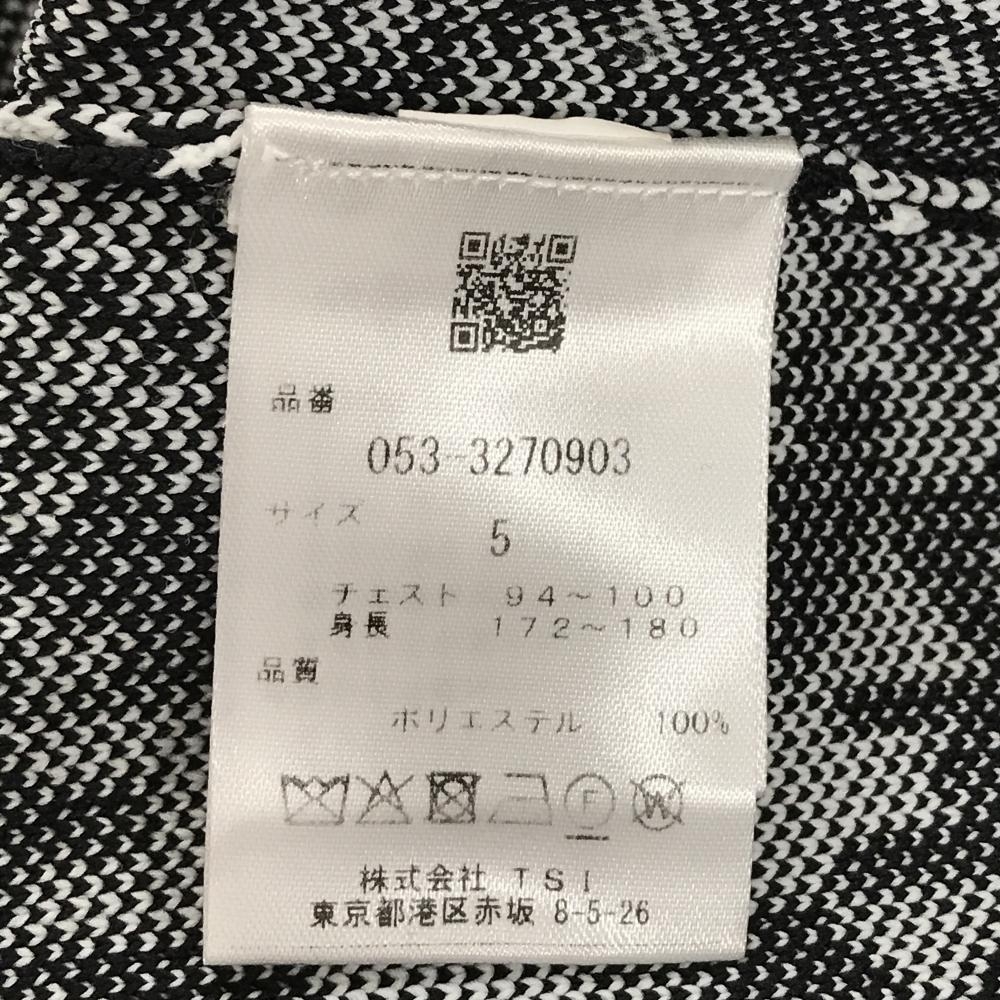 品番
053-3270903
サイズ
5
チェスト 94～100
身長 172～180
品質
ポリエステル 100%
F W
株式会社 TSI
東京都港区赤坂 8-5-26